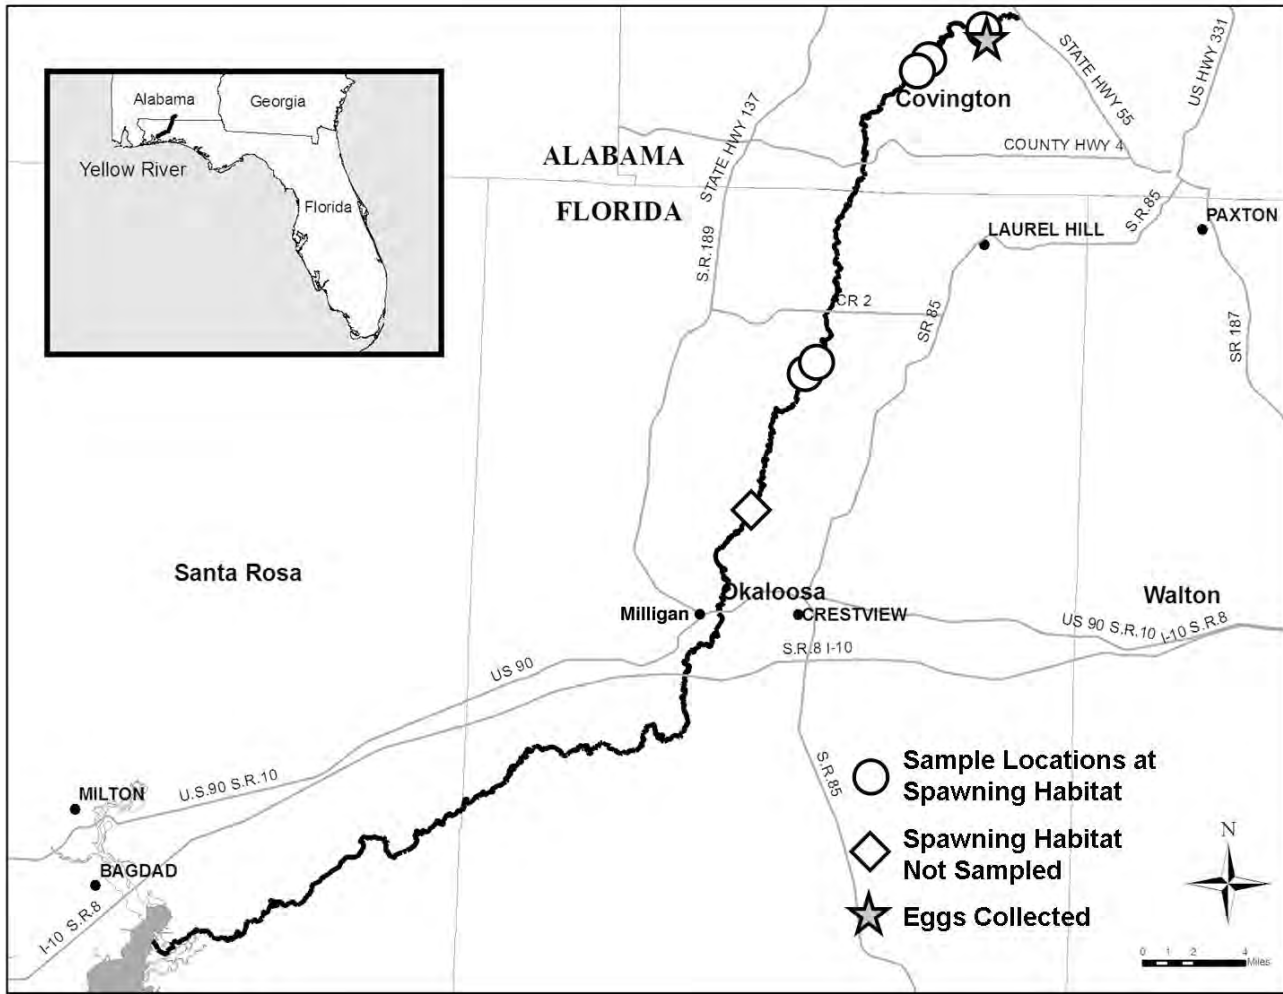 Alabama
Georgia
Yellow River
Florida
STATE HWY 137
STATE HWY 55
US HWY 331
Covington
COUNTY HWY 4
ALABAMA
FLORIDA
S.R.85
PAXTON
LAUREL HILL
S.R.189
CR 2
SR 85
SR 187
Santa Rosa
Okaloosa
Walton
Milligan
CRESTVIEW
US 90 S.R.10
I-10 S.R.8
S.R.8 I-10
US 90
U.S.90 S.R.10
S.R.85
MILTON
BAGDAD
I-10 S.R.8
Sample Locations at
Spawning Habitat
Spawning Habitat
Not Sampled
Eggs Collected
N
0 2 4
Miles